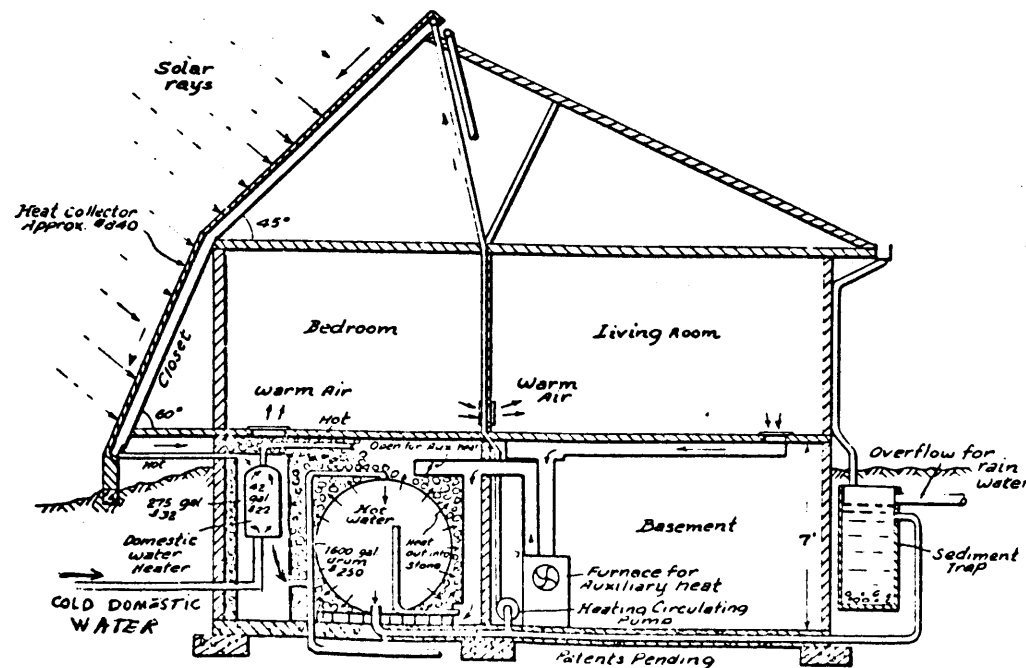 Solar
rays
Heat Collector
Approx. $840
45°
Closet
60°
Bedroom
Living Room
Warm Air
Warm
Air
Hot
Open for Aux. heat
Hot
275 gal
$32
42
gal
$22
Domestic
Water
Heater
Hot
Water
1600 gal
drum
$250
Heat
out into
Stone
COLD DOMESTIC
WATER
Basement
7'
Furnace for
Auxiliary Heat
Heating Circulating
Pump
Overflow for
rain
water
Sediment
Trap
Patents Pending